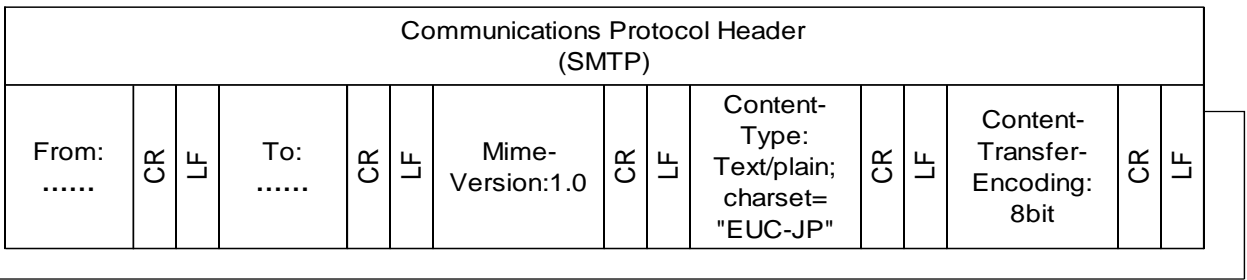 Communications Protocol Header
(SMTP)
From:
......
CR
LF
To:
......
CR
LF
Mime-
Version:1.0
CR
LF
Content-
Type:
Text/plain;
charset=
"EUC-JP"
CR
LF
Content-
Transfer-
Encoding:
8bit
CR
LF